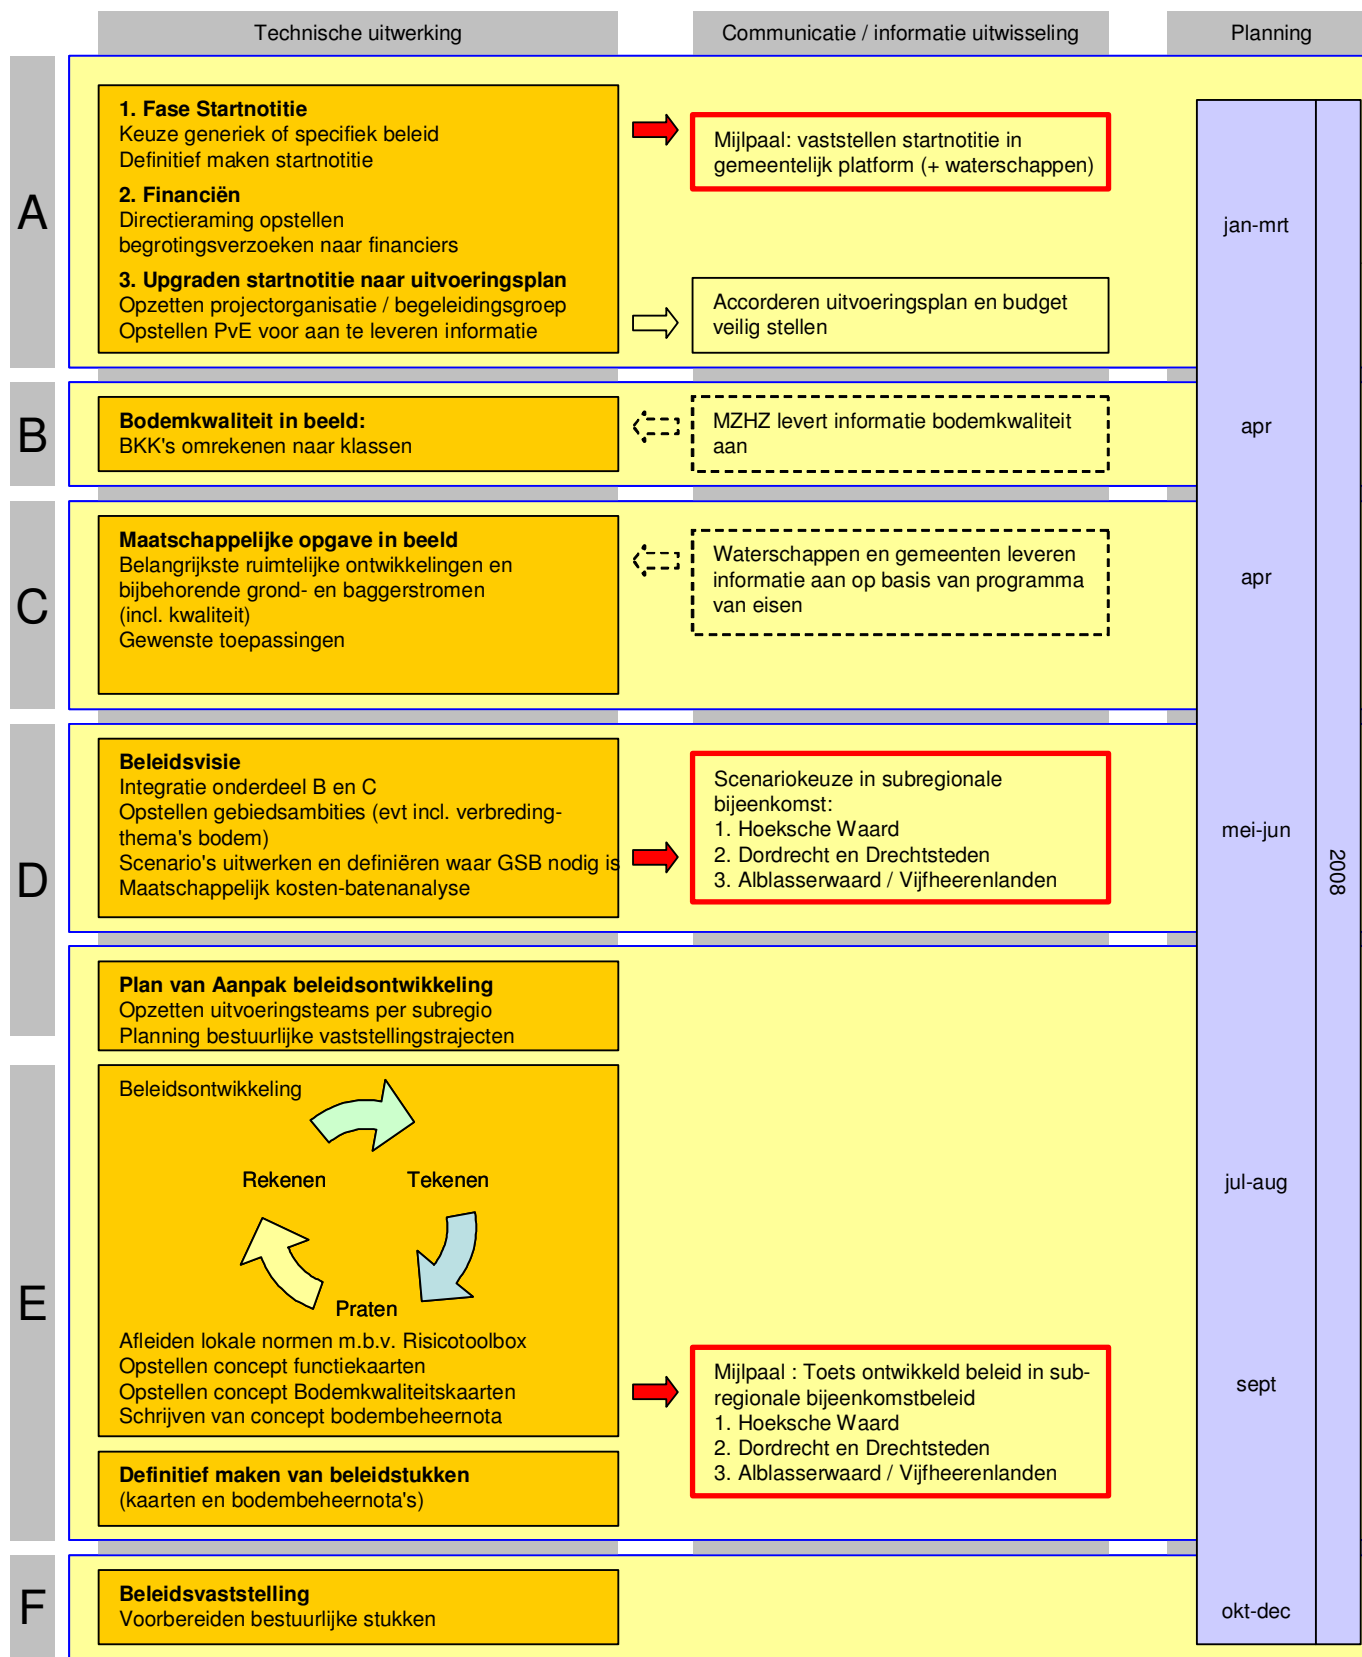 Technische uitwerking
Communicatie / informatie uitwisseling
Planning
A
1. Fase Startnotitie
Keuze generiek of specifiek beleid
Definitief maken startnotitie
2. Financiën
Directieraming opstellen
begrotingsverzoeken naar financiers
3. Upgraden startnotitie naar uitvoeringsplan
Opzetten projectorganisatie / begeleidingsgroep
Opstellen PvE voor aan te leveren informatie
Mijlpaal: vaststellen startnotitie in
gemeentelijk platform (+ waterschappen)
Accorderen uitvoeringsplan en budget
veilig stellen
jan-mrt
B
Bodemkwaliteit in beeld:
BKK's omrekenen naar klassen
MZHZ levert informatie bodemkwaliteit
aan
apr
C
Maatschappelijke opgave in beeld
Belangrijkste ruimtelijke ontwikkelingen en
bijbehorende grond- en baggerstromen
(incl. kwaliteit)
Gewenste toepassingen
Waterschappen en gemeenten leveren
informatie aan op basis van programma
van eisen
apr
D
Beleidsvisie
Integratie onderdeel B en C
Opstellen gebiedsambities (evt incl. verbreding-
thema's bodem)
Scenario's uitwerken en definiëren waar GSB nodig is
Maatschappelijk kosten-batenanalyse
Scenariokeuze in subregionale
bijeenkomst:
1. Hoeksche Waard
2. Dordrecht en Drechtsteden
3. Alblasserwaard / Vijfheerenlanden
mei-jun
2008
Plan van Aanpak beleidsontwikkeling
Opzetten uitvoeringsteams per subregio
Planning bestuurlijke vaststellingstrajecten
E
Beleidsontwikkeling
Rekenen
Tekenen
Praten
Afleiden lokale normen m.b.v. Risicotoolbox
Opstellen concept functiekaarten
Opstellen concept Bodemkwaliteitskaarten
Schrijven van concept bodembeheernota
jul-aug
Mijlpaal : Toets ontwikkeld beleid in sub-
regionale bijeenkomstbeleid
1. Hoeksche Waard
2. Dordrecht en Drechtsteden
3. Alblasserwaard / Vijfheerenlanden
sept
Definitief maken van beleidstukken
(kaarten en bodembeheernota's)
F
Beleidsvaststelling
Voorbereiden bestuurlijke stukken
okt-dec